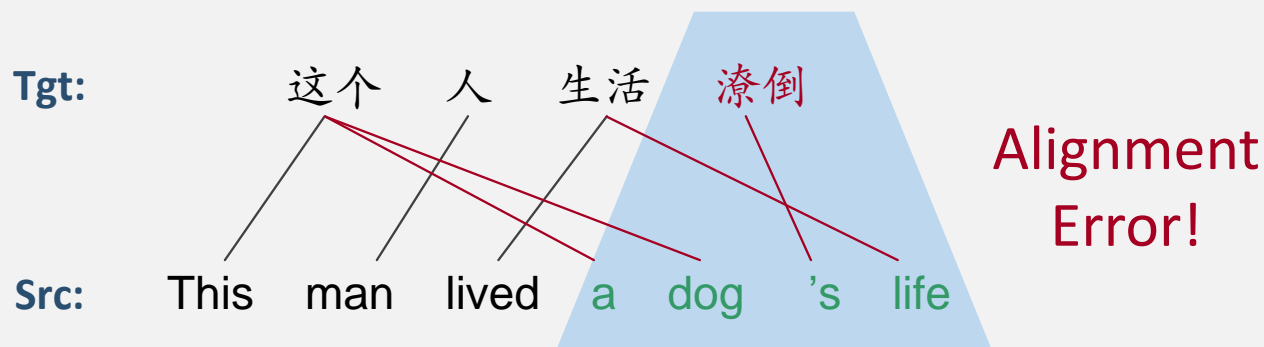 Tgt: 这个 人 生活 潦倒
Alignment
Error!
Src: This man lived a dog ’s life